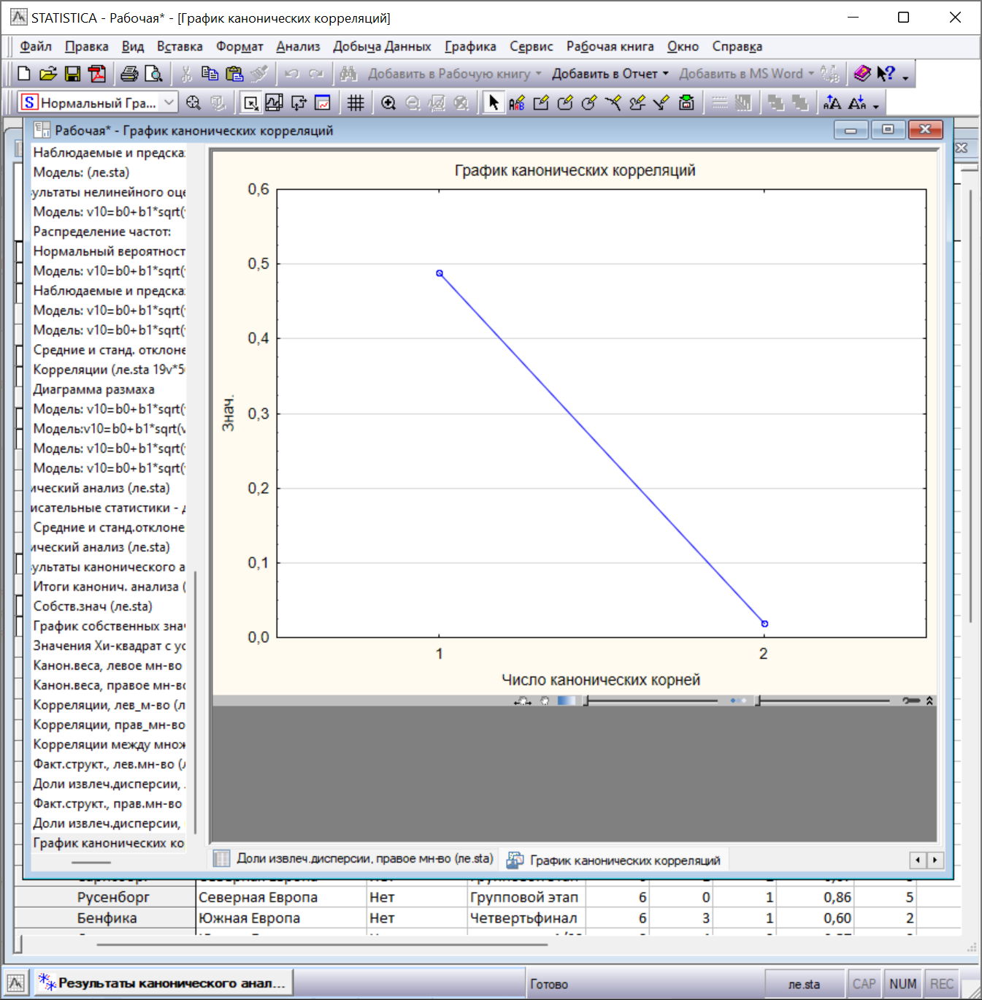 STATISTICA - Рабочая* - [График канонических корреляций]
Файл Правка Вид Вставка Формат Анализ Добыча Данных Графика Сервис Рабочая книга Окно Справка
Добавить в Рабочую книгу Добавить в Отчет Добавить в MS Word
Нормальный Гра...
Рабочая* - График канонических корреляций
Наблюдаемые и предска
Модель: (ле.sta)
ультаты нелинейного оце
Модель: v10=b0+b1*sqrt(
Распределение частот:
Нормальный вероятност
Модель: v10=b0+b1*sqrt(
Наблюдаемые и предска
Модель: v10=b0+b1*sqrt(
Модель: v10=b0+b1*sqrt(
Средние и станд. отклоне
Корреляции (ле.sta 19v*5
Диаграмма размаха
Модель: v10=b0+b1*sqrt(
Модель:v10=b0+b1*sqrt(v
Модель: v10=b0+b1*sqrt(
Модель: v10=b0+b1*sqrt(
ический анализ (ле.sta)
исательные статистики - д
Средние и станд.отклоне
ический анализ (ле.sta)
ультаты канонического а
Итоги канонич. анализа (
Собств.знач (ле.sta)
График собственных знач
Значения Хи-квадрат с ус
Канон.веса, левое мн-во
Канон.веса, правое мн-во
Корреляции, лев_м-во (л
Корреляции, прав_мн-во
Корреляции между множ
Факт.структ., лев.мн-во (л
Доли извлеч.дисперсии,
Факт.структ., прав.мн-во
Доли извлеч.дисперсии,
График канонических ко
График канонических корреляций
0,6
0,5
0,4
0,3
0,2
0,1
0,0
Знач.
1 2
Число канонических корней
Доли извлеч.дисперсии, правое мн-во (ле.sta) График канонических корреляций
Русенборг Северная Европа Нет Групповой этап 6 0 1 0,86 5
Бенфика Южная Европа Нет Четвертьфинал 6 3 1 0,60 2
Результаты канонического анал... Готово ле.sta CAP NUM REC